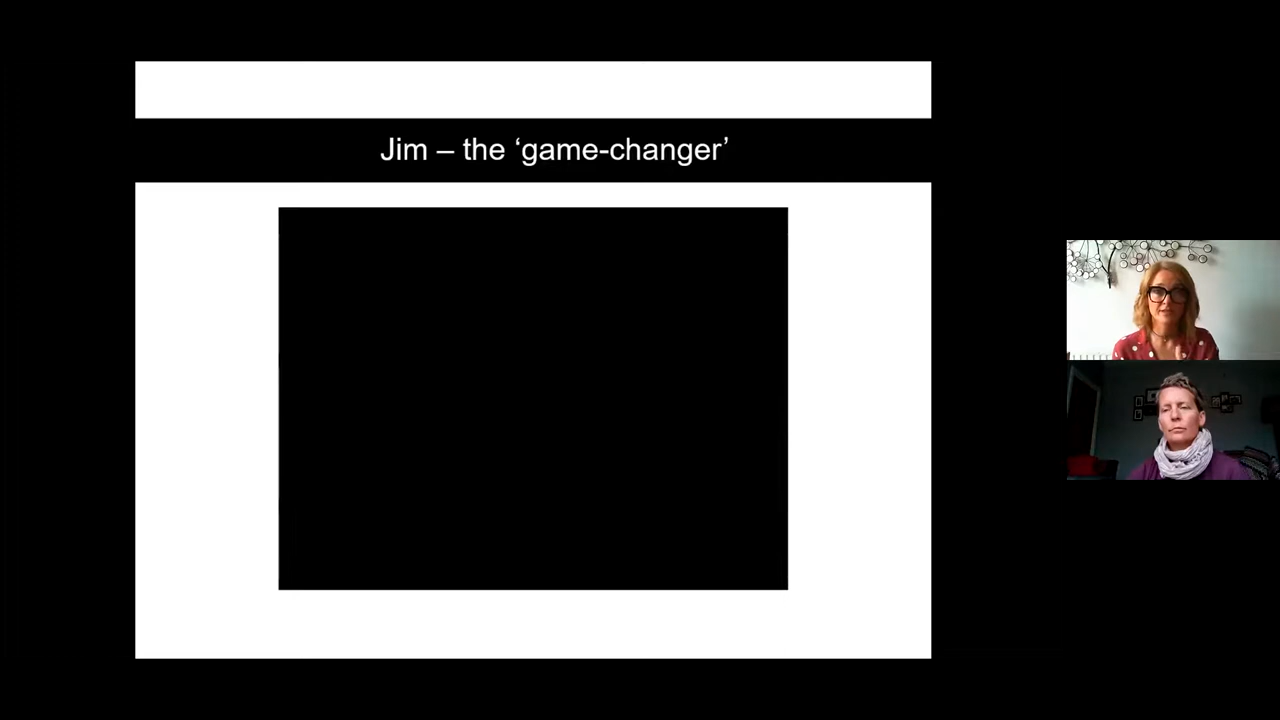 Jim – the ‘game-changer’